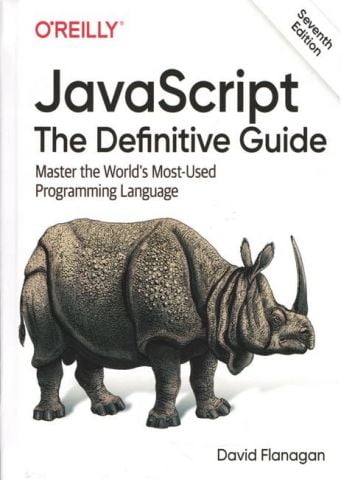 O'REILLY
Seventh
Edition
JavaScript
The Definitive Guide
Master the World's Most-Used
Programming Language
David Flanagan